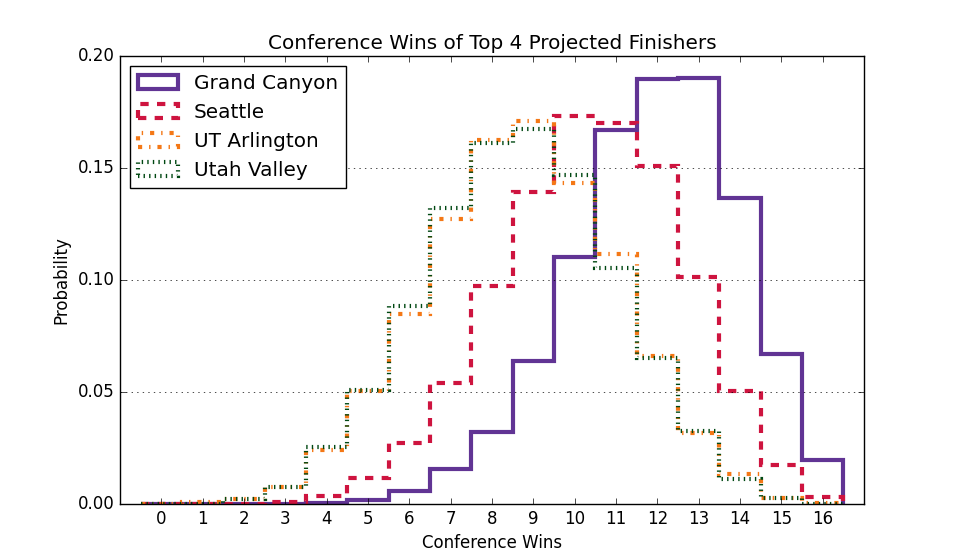 Conference Wins of Top 4 Projected Finishers
Grand Canyon
Seattle
UT Arlington
Utah Valley
0.20
0.15
0.10
0.05
0.00
Probability
0 1 2 3 4 5 6 7 8 9 10 11 12 13 14 15 16
Conference Wins